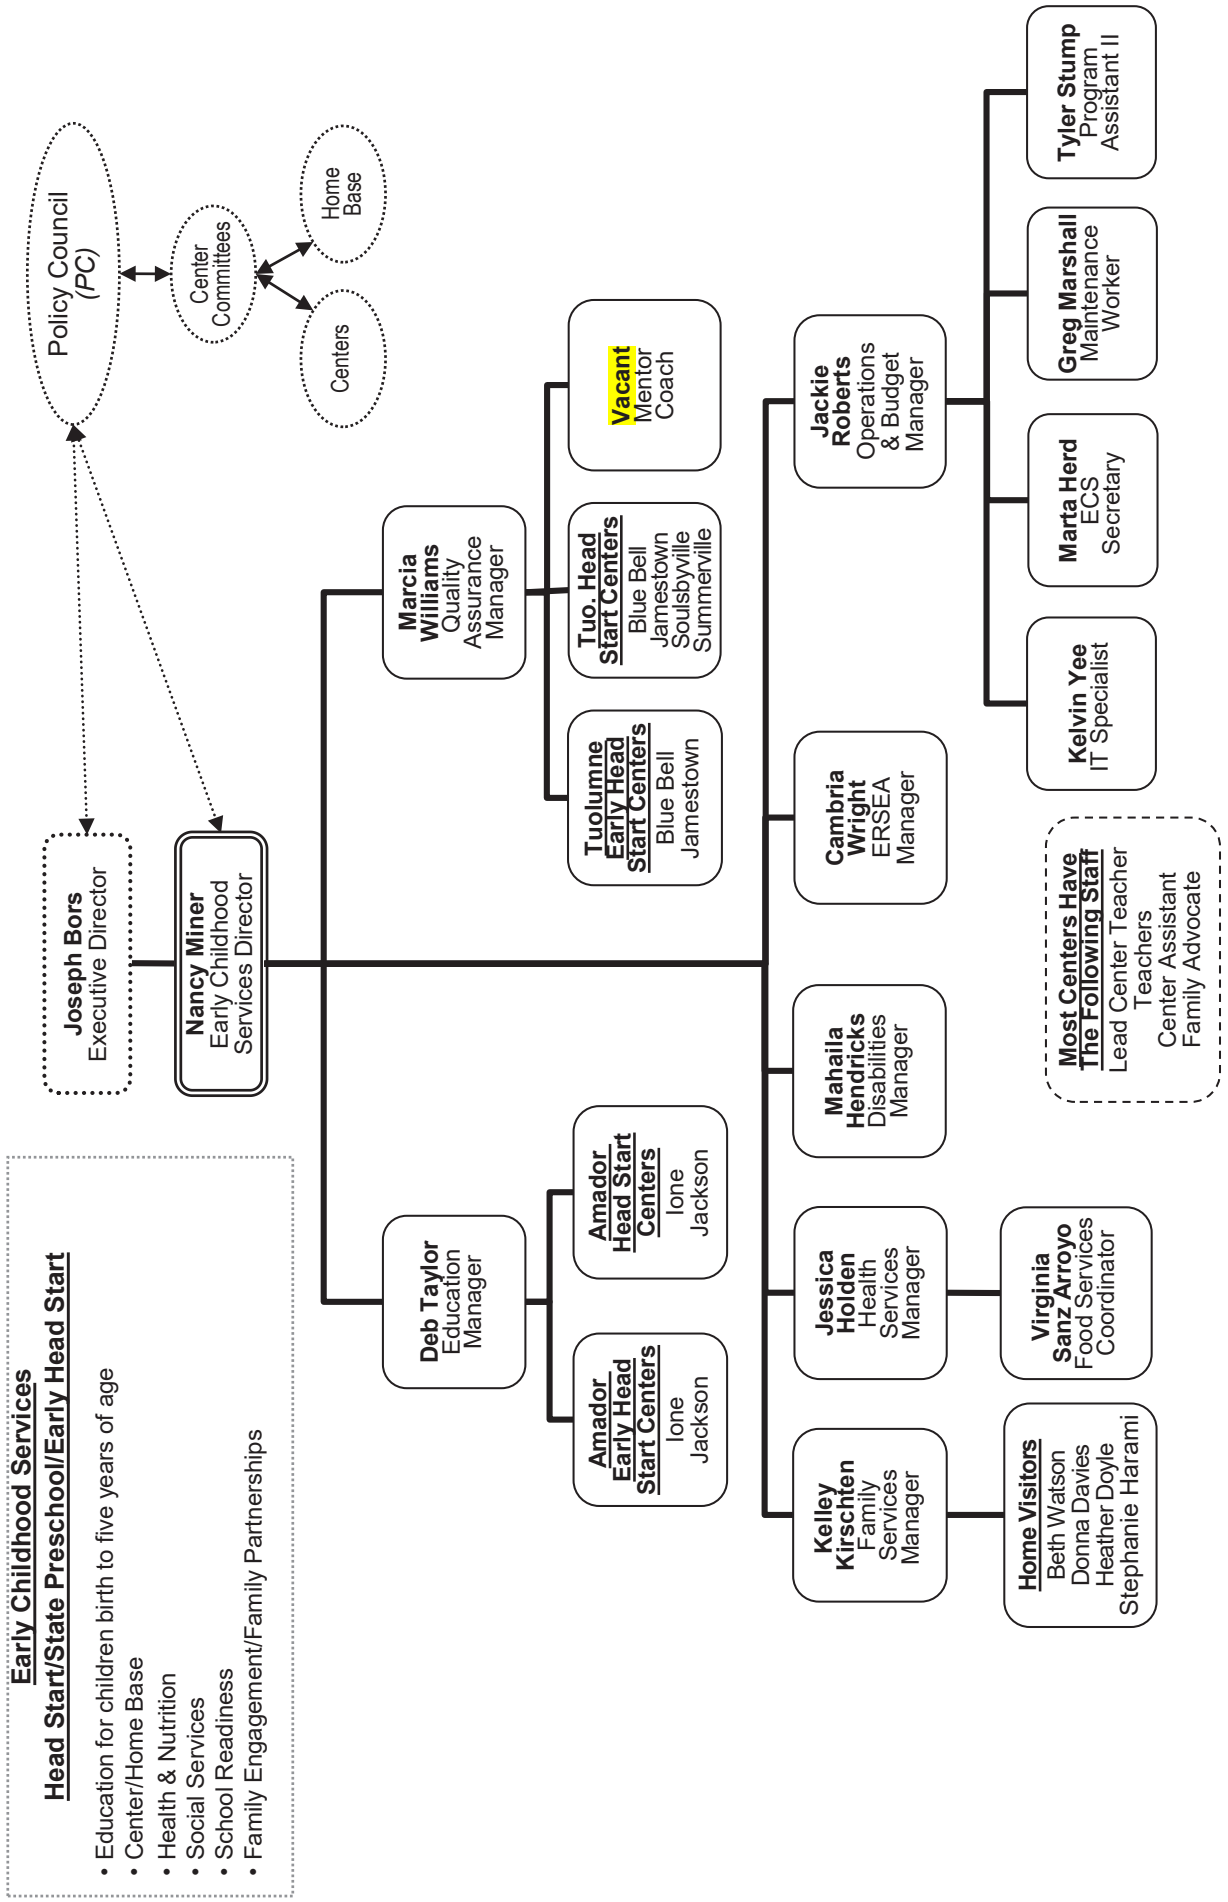 Early Childhood Services
Head Start/State Preschool/Early Head Start
• Education for children birth to five years of age
• Center/Home Base
• Health & Nutrition
• Social Services
• School Readiness
• Family Engagement/Family Partnerships
Joseph Bors
Executive Director
Nancy Miner
Early Childhood
Services Director
Policy Council
(PC)
Center
Committees
Centers
Home
Base
Deb Taylor
Education
Manager
Marcia
Williams
Quality
Assurance
Manager
Amador
Early Head
Start Centers
Ione
Jackson
Amador
Head Start
Centers
Ione
Jackson
Tuolumne
Early Head
Start Centers
Blue Bell
Jamestown
Tuo. Head
Start Centers
Blue Bell
Jamestown
Soulsbyville
Summerville
Vacant
Mentor
Coach
Kelley
Kirschten
Family
Services
Manager
Jessica
Holden
Health
Services
Manager
Mahaila
Hendricks
Disabilities
Manager
Cambria
Wright
ERSEA
Manager
Jackie
Roberts
Operations
& Budget
Manager
Home Visitors
Beth Watson
Donna Davies
Heather Doyle
Stephanie Harami
Virginia
Sanz Arroyo
Food Services
Coordinator
Most Centers Have
The Following Staff
Lead Center Teacher
Teachers
Center Assistant
Family Advocate
Kelvin Yee
IT Specialist
Marta Herd
ECS
Secretary
Greg Marshall
Maintenance
Worker
Tyler Stump
Program
Assistant II